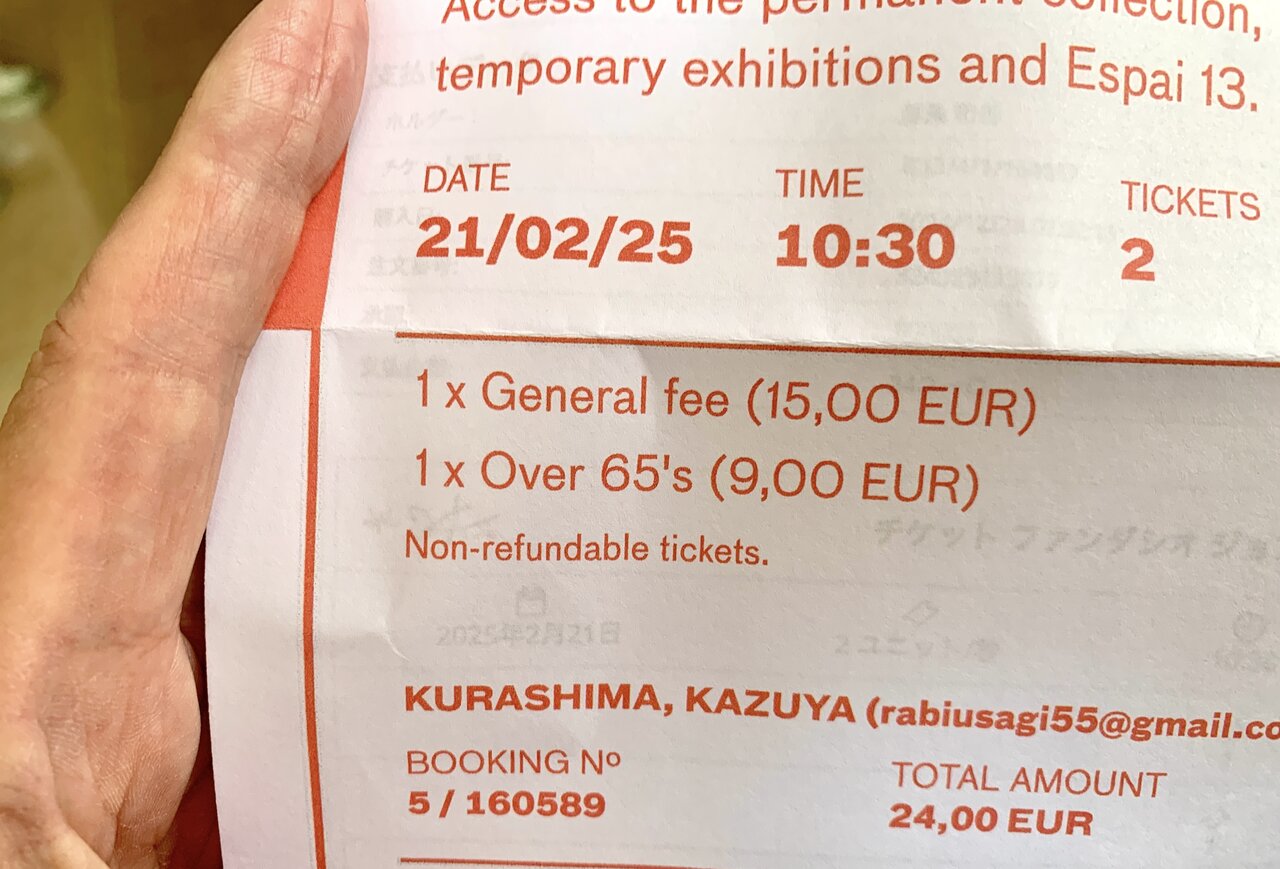 Access to the permanent collection,
temporary exhibitions and Espai 13.
DATE TIME TICKETS
21/02/25 10:30 2
1 x General fee (15,00 EUR)
1 x Over 65's (9,00 EUR)
Non-refundable tickets.
チケット ファンダシオ ジョ
2025年2月21日
KURASHIMA, KAZUYA (rabiusagi55@gmail.co
BOOKING Nº TOTAL AMOUNT
5 / 160589 24,00 EUR